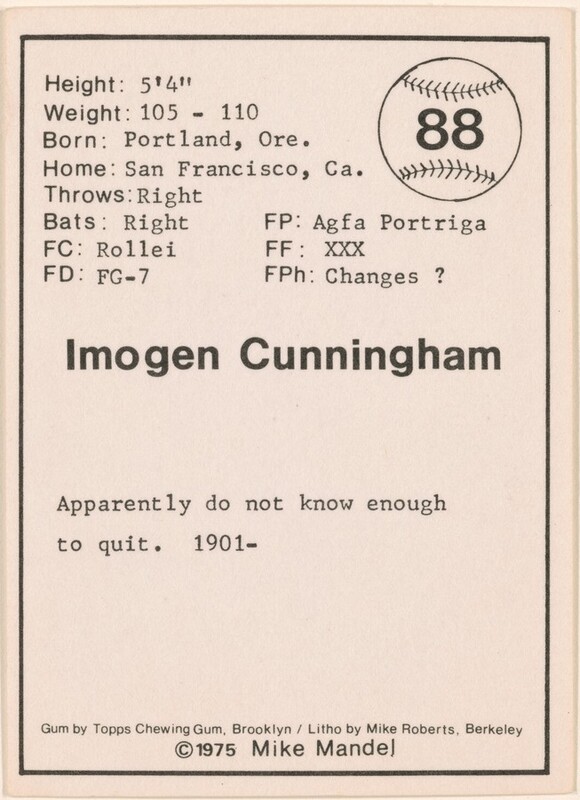 Height: 5'4"
Weight: 105 - 110
88
Born: Portland, Ore.
Home: San Francisco, Ca.
Throws: Right
Bats: Right FP: Agfa Portriga
FC: Rollei FF: XXX
FD: FG-7 FPh: Changes ?
Imogen Cunningham
Apparently do not know enough
to quit. 1901-
Gum by Topps Chewing Gum, Brooklyn / Litho by Mike Roberts, Berkeley
©1975 Mike Mandel